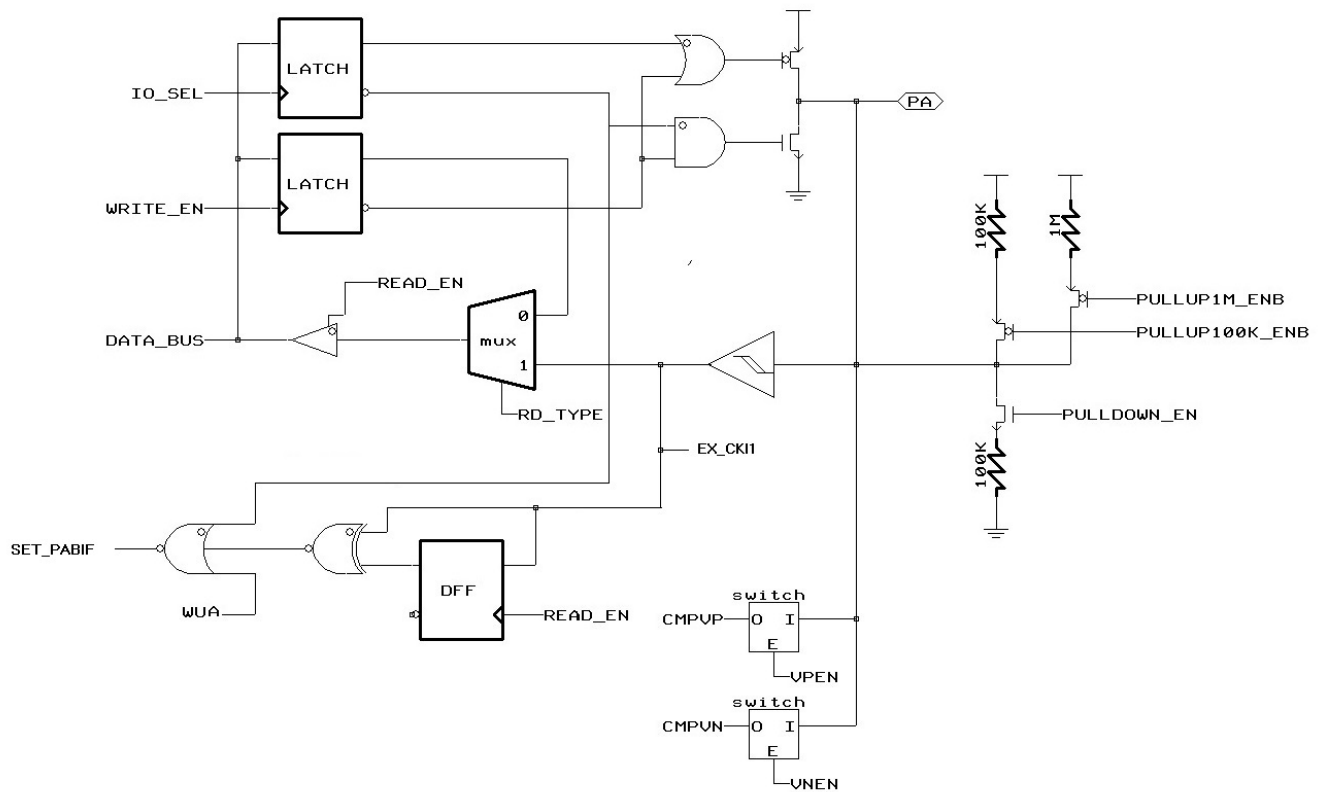 LATCH
IO_SEL
PA
LATCH
WRITE_EN
100K
1M
READ_EN
PULLUP1M_ENB
0
PULLUP100K_ENB
DATA_BUS
mux
1
RD_TYPE
PULLDOWN_EN
EX_CKI1
100K
SET_PABIF
DFF
WUA
READ_EN
switch
CMPVP
O I
E
VPEN
switch
CMPVN
O I
E
VNEN